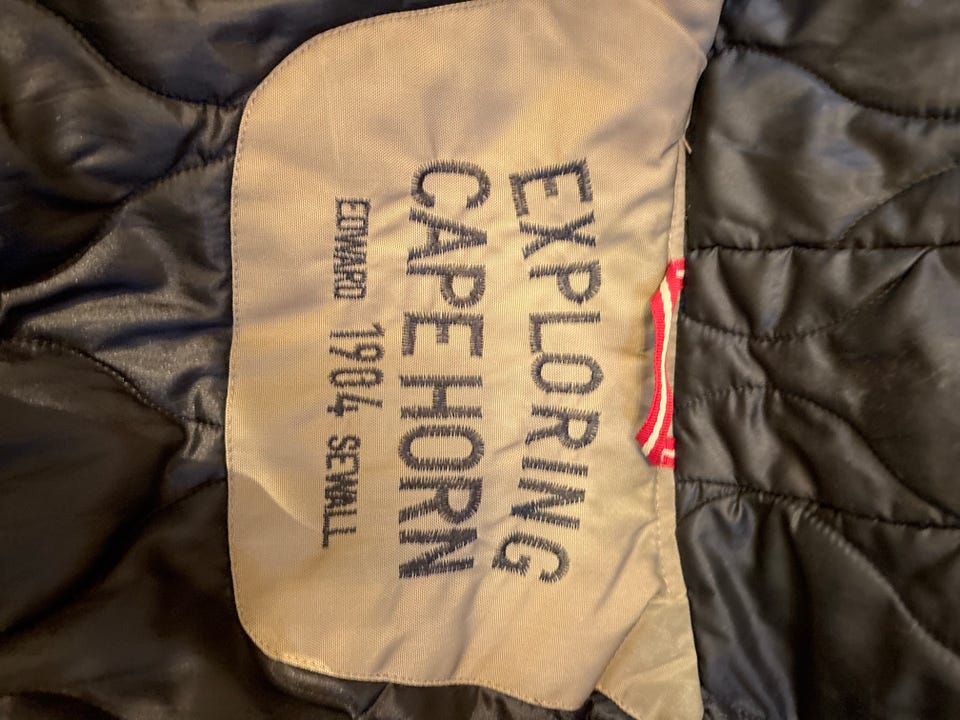 EXPLORING
CAPE HORN
EDWARD 1904 SEWALL